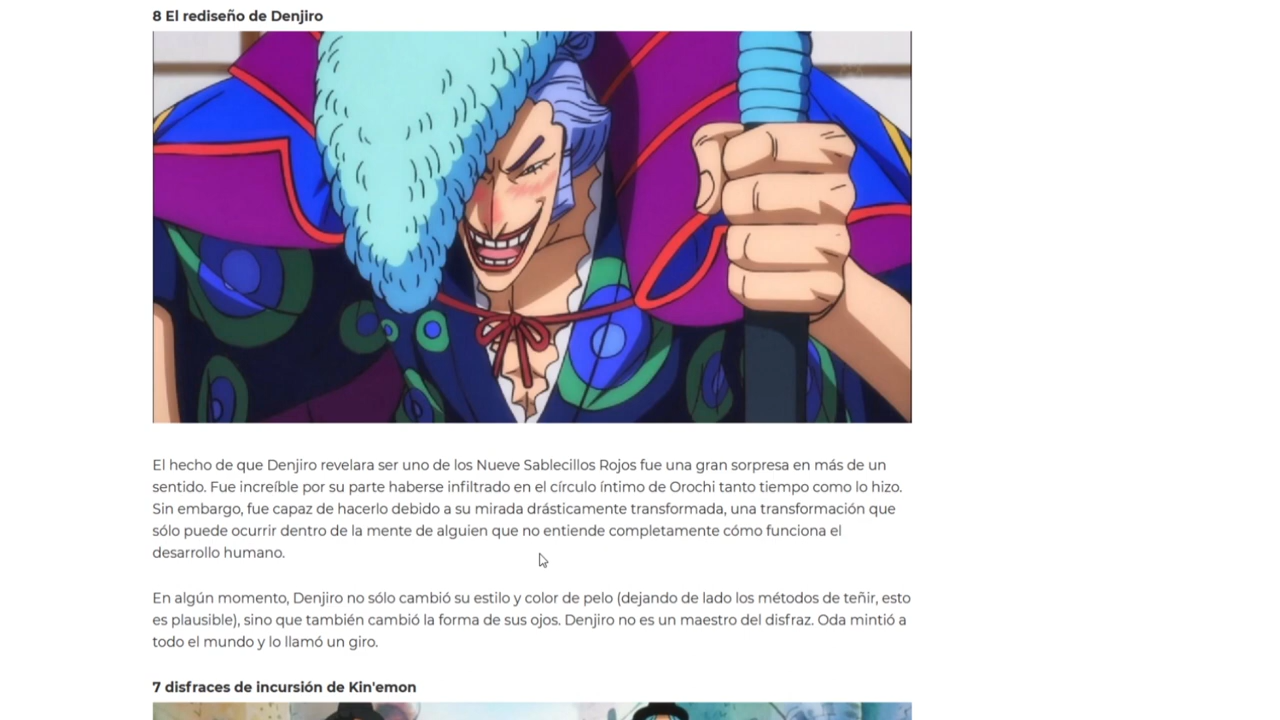 8 El rediseño de Denjiro
El hecho de que Denjiro revelara ser uno de los Nueve Sablecillos Rojos fue una gran sorpresa en más de un
sentido. Fue increíble por su parte haberse infiltrado en el círculo íntimo de Orochi tanto tiempo como lo hizo.
Sin embargo, fue capaz de hacerlo debido a su mirada drásticamente transformada, una transformación que
sólo puede ocurrir dentro de la mente de alguien que no entiende completamente cómo funciona el
desarrollo humano.
En algún momento, Denjiro no sólo cambió su estilo y color de pelo (dejando de lado los métodos de teñir, esto
es plausible), sino que también cambió la forma de sus ojos. Denjiro no es un maestro del disfraz. Oda mintió a
todo el mundo y lo llamó un giro.
7 disfraces de incursión de Kin'emon